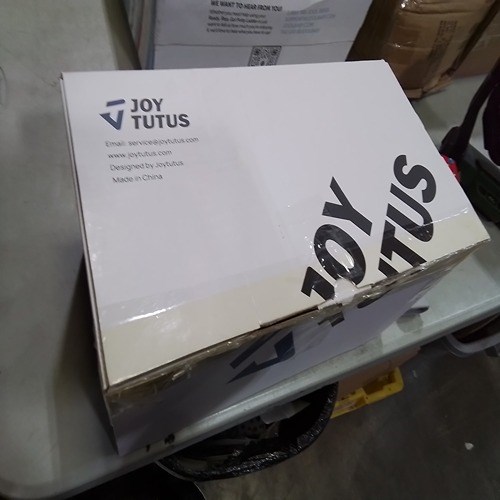 WE WANT TO HEAR FROM YOU!
JOY
TUTUS
Email: service@joytutus.com
www.joytutus.com
Designed by Joytutus
Made in China
JOY
TUTUS